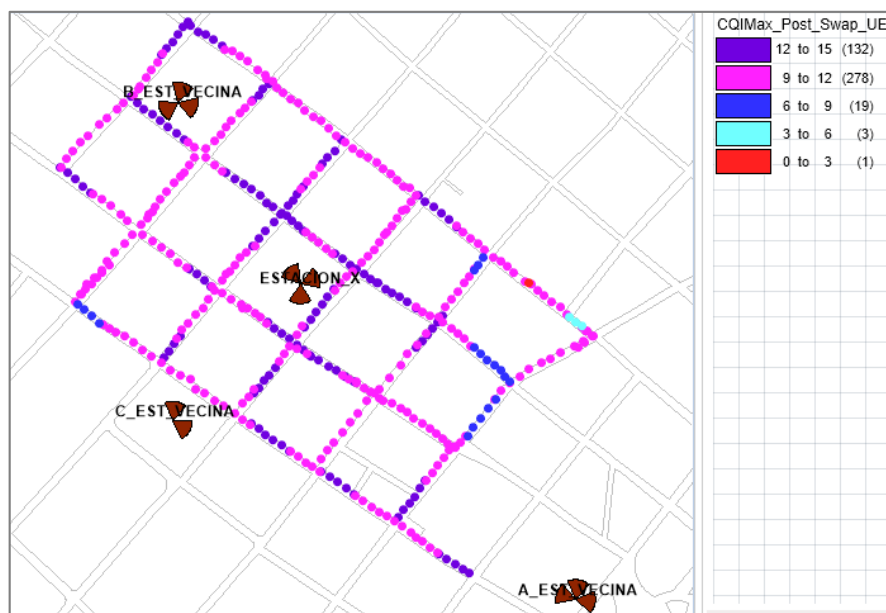 CQIMax_Post_Swap_UE
12 to 15 (132)
9 to 12 (278)
6 to 9 (19)
3 to 6 (3)
0 to 3 (1)
B_EST_VECINA
ESTACION_X
C_EST_VECINA
A_EST_VECINA